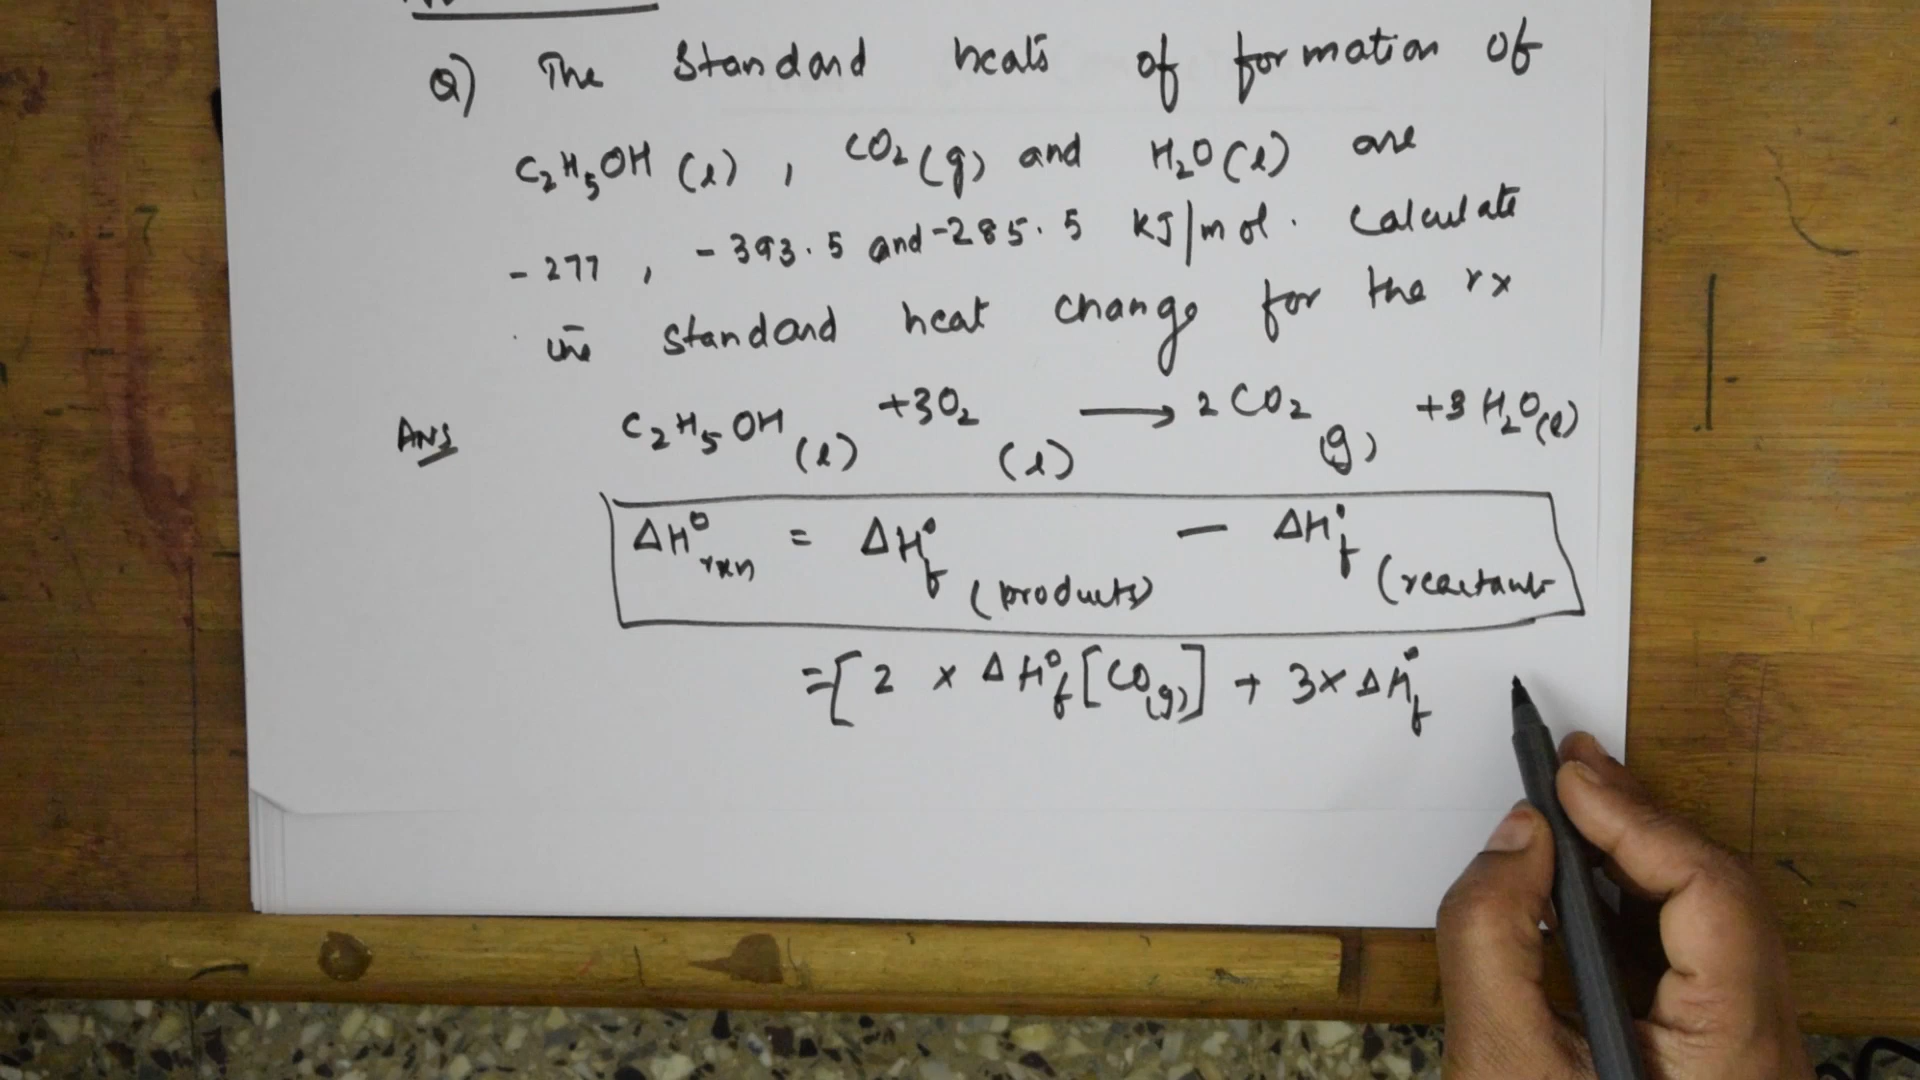 Q) The standard heats of formation of
C₂H₅OH (l) , CO₂(g) and H₂O(l) are
- 277 , - 393.5 and -285.5 kJ/mol. Calculate
the standard heat change for the rx
Ans C₂H₅OH(l) +3O₂(l) ⟶ 2CO₂(g) +3H₂O(l)
ΔH°rxn = ΔH°f (products) — ΔH°f (reactants
=[2 × ΔH°f [CO(g)] + 3×ΔH°f